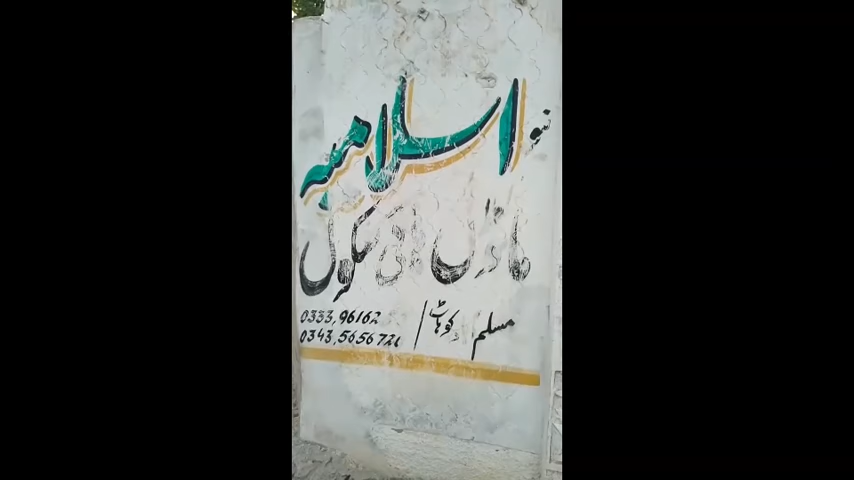 نیو اسلامیہ
ماڈل ہائی سکول
مسلم کوہاٹ
0333,96162
0343,5656721